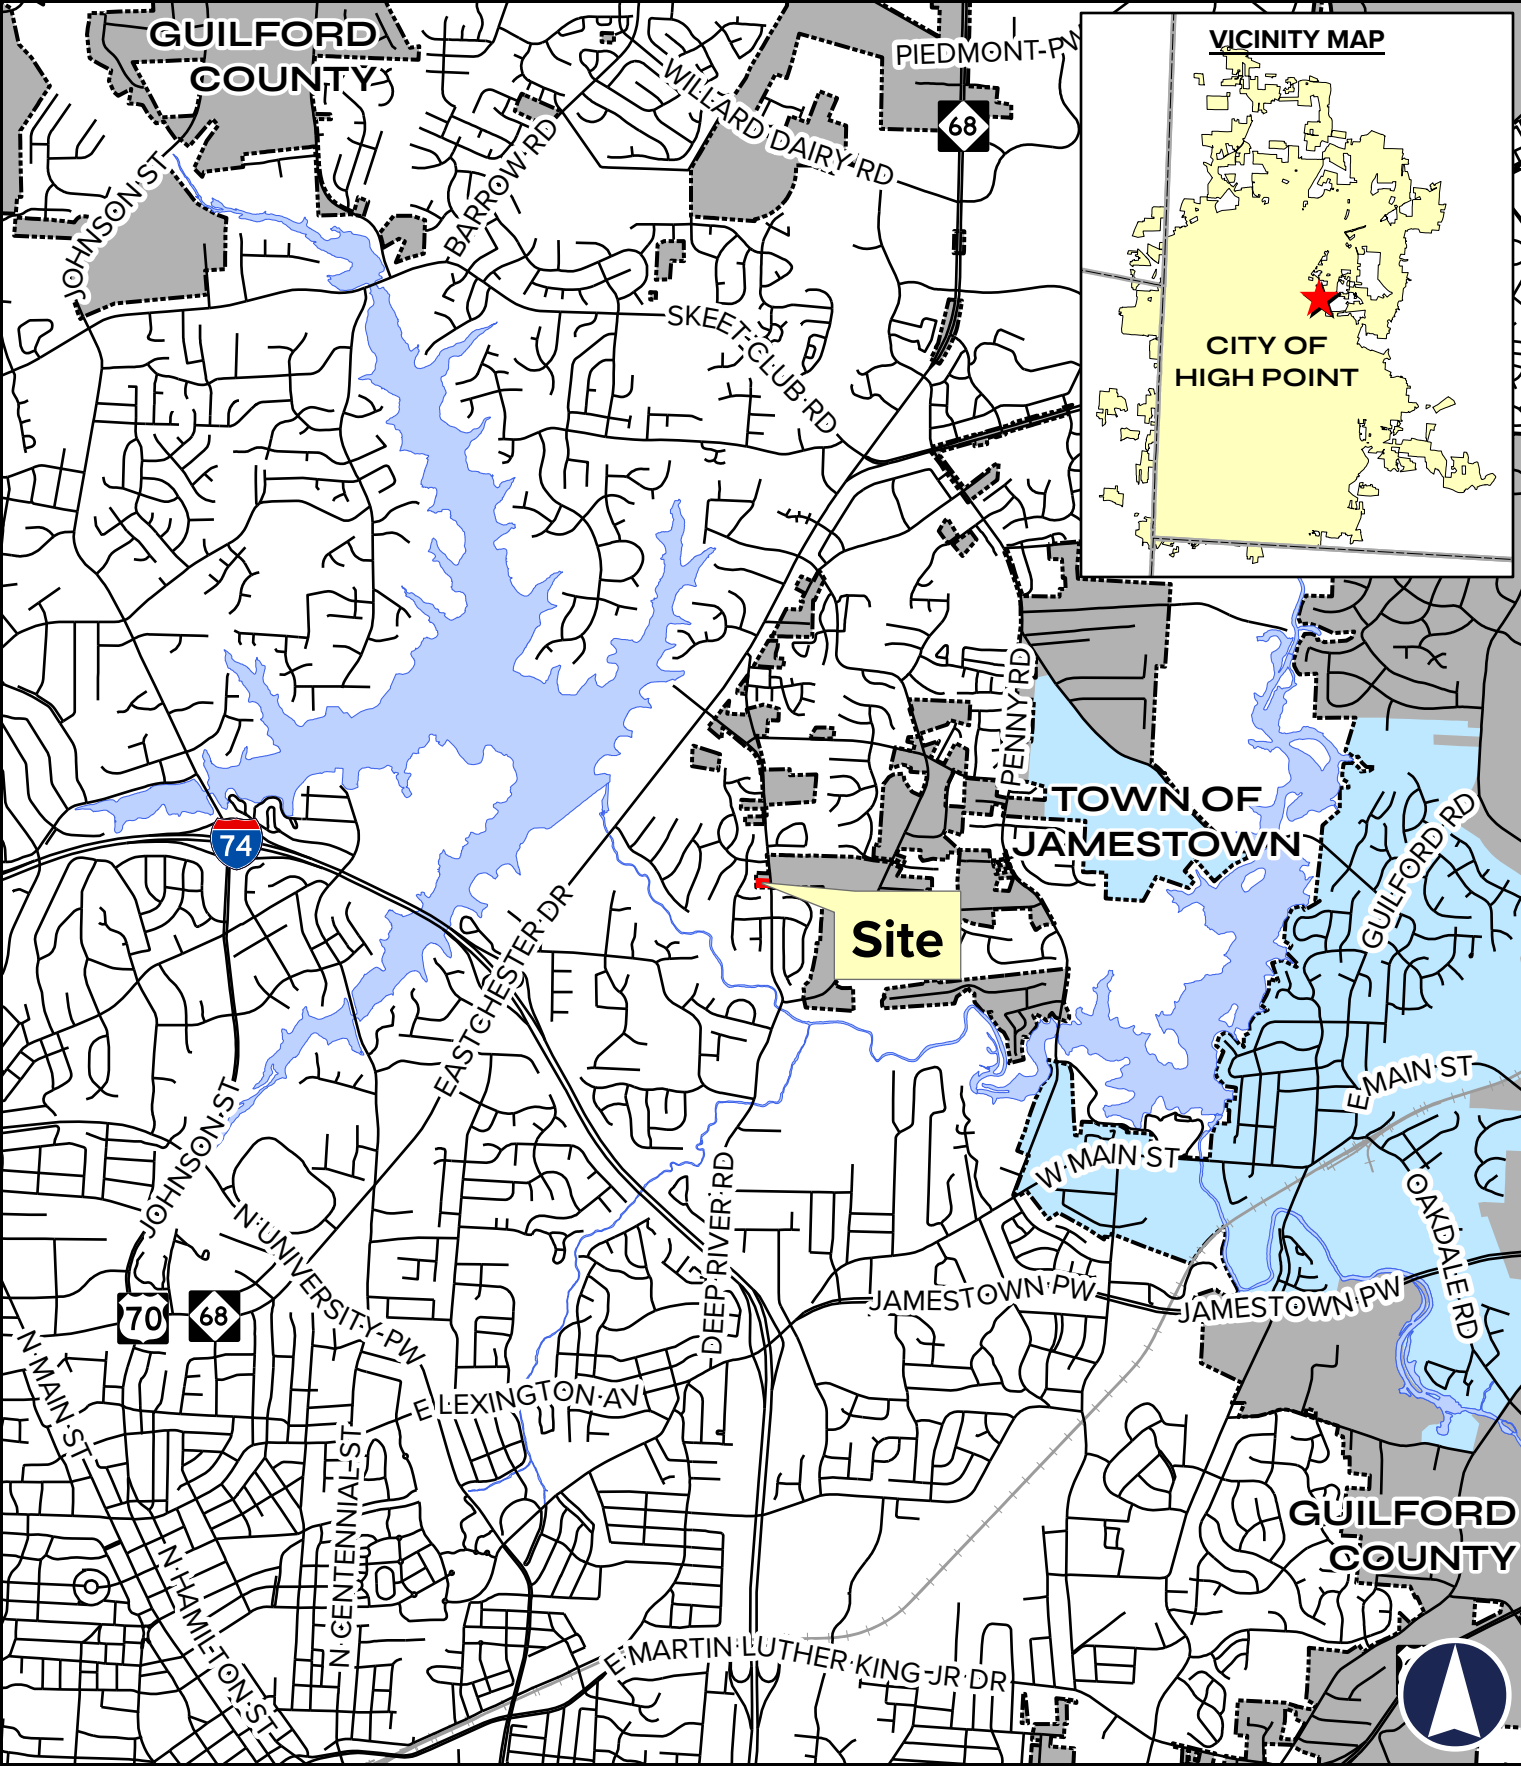 GUILFORD
COUNTY
PIEDMONT PW
VICINITY MAP
WILLARD DAIRY RD
68
BARROW RD
JOHNSON ST
SKEET CLUB RD
CITY OF
HIGH POINT
PENNY RD
TOWN OF
JAMESTOWN
GUILFORD RD
74
EASTCHESTER DR
Site
E MAIN ST
JOHNSON ST
W MAIN ST
OAKDALE RD
N UNIVERSITY PW
DEEP RIVER RD
JAMESTOWN PW
JAMESTOWN PW
70
68
N MAIN ST
E LEXINGTON AV
N CENTENNIAL ST
GUILFORD
COUNTY
N HAMILTON ST
E MARTIN LUTHER KING JR DR